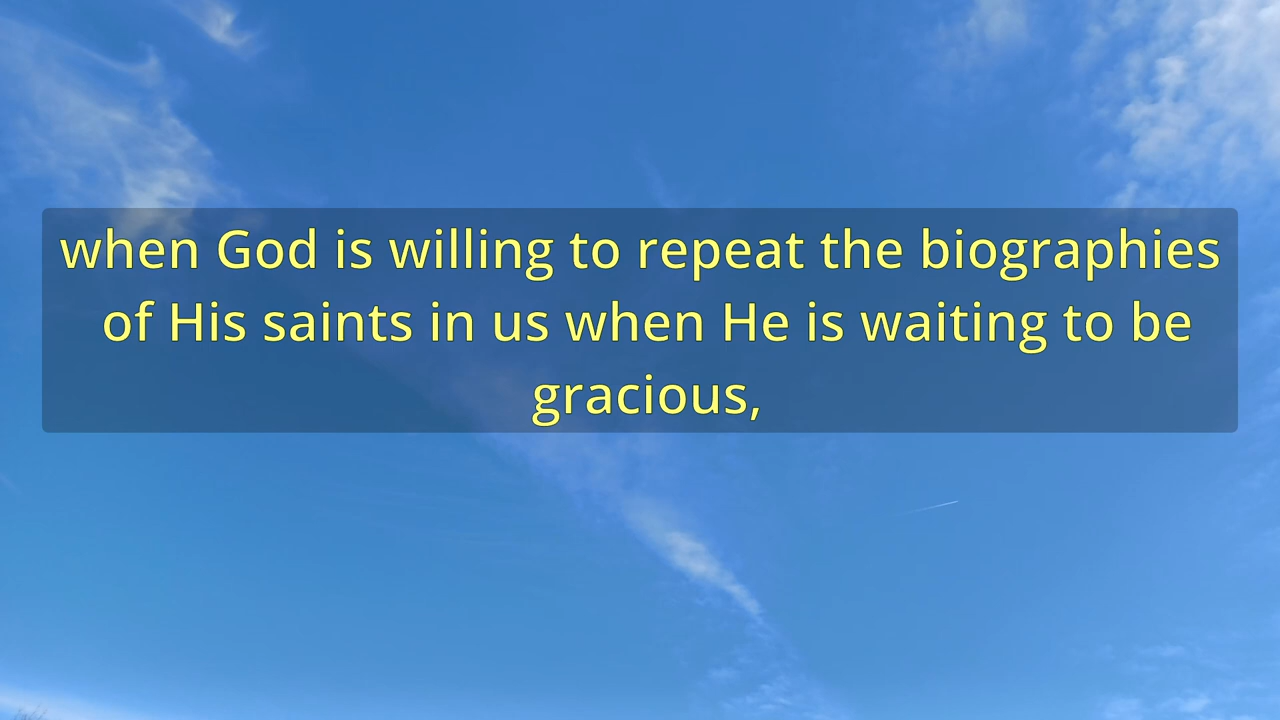 when God is willing to repeat the biographies
of His saints in us when He is waiting to be
gracious,